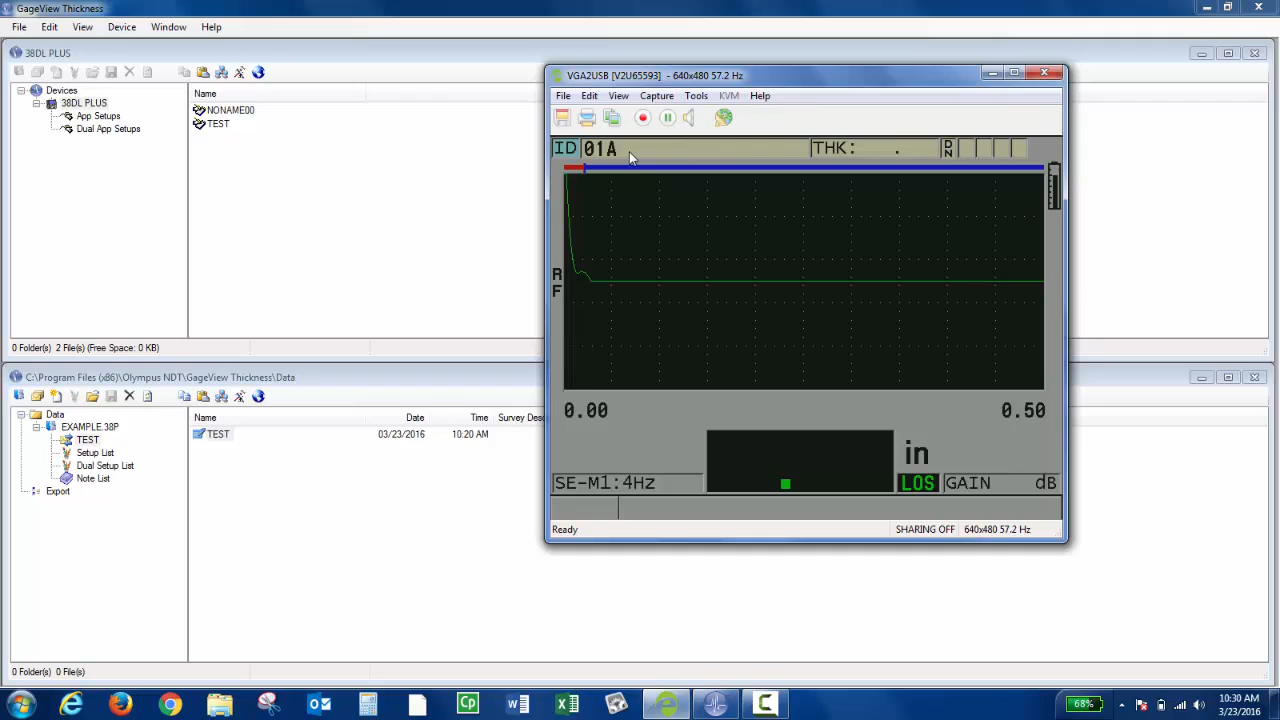 GageView Thickness
File Edit View Device Window Help
38DL PLUS
Devices
38DL PLUS
App Setups
Dual App Setups
Name
NONAME00
TEST
0 Folder(s) 2 File(s) (Free Space: 0 KB)
VGA2USB [V2U65593] - 640x480 57.2 Hz
File Edit View Capture Tools KVM Help
ID 01A THK: . DN
RF
0.00 0.50
in
SE-M1:4Hz LOS GAIN dB
Ready SHARING OFF 640x480 57.2 Hz
C:\Program Files (x86)\Olympus NDT\GageView Thickness\Data
Data
EXAMPLE.38P
TEST
Setup List
Dual Setup List
Note List
Export
Name Date Time Survey Desc
TEST 03/23/2016 10:20 AM
0 Folder(s) 0 File(s)
Cp
68%
10:30 AM
3/23/2016